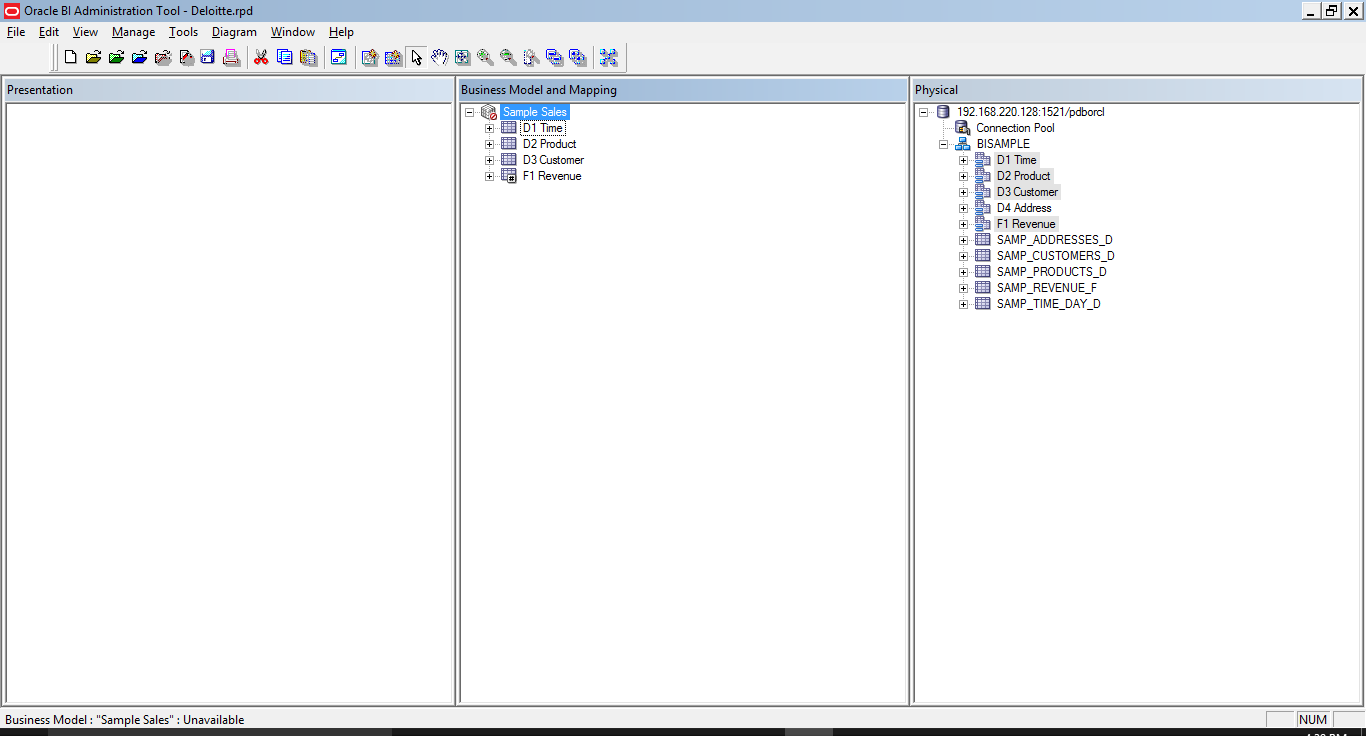 Oracle BI Administration Tool - Deloitte.rpd
File Edit View Manage Tools Diagram Window Help
Presentation
Business Model and Mapping
Sample Sales
D1 Time
D2 Product
D3 Customer
F1 Revenue
Physical
192.168.220.128:1521/pdborcl
Connection Pool
BISAMPLE
D1 Time
D2 Product
D3 Customer
D4 Address
F1 Revenue
SAMP_ADDRESSES_D
SAMP_CUSTOMERS_D
SAMP_PRODUCTS_D
SAMP_REVENUE_F
SAMP_TIME_DAY_D
Business Model : "Sample Sales" : Unavailable
NUM